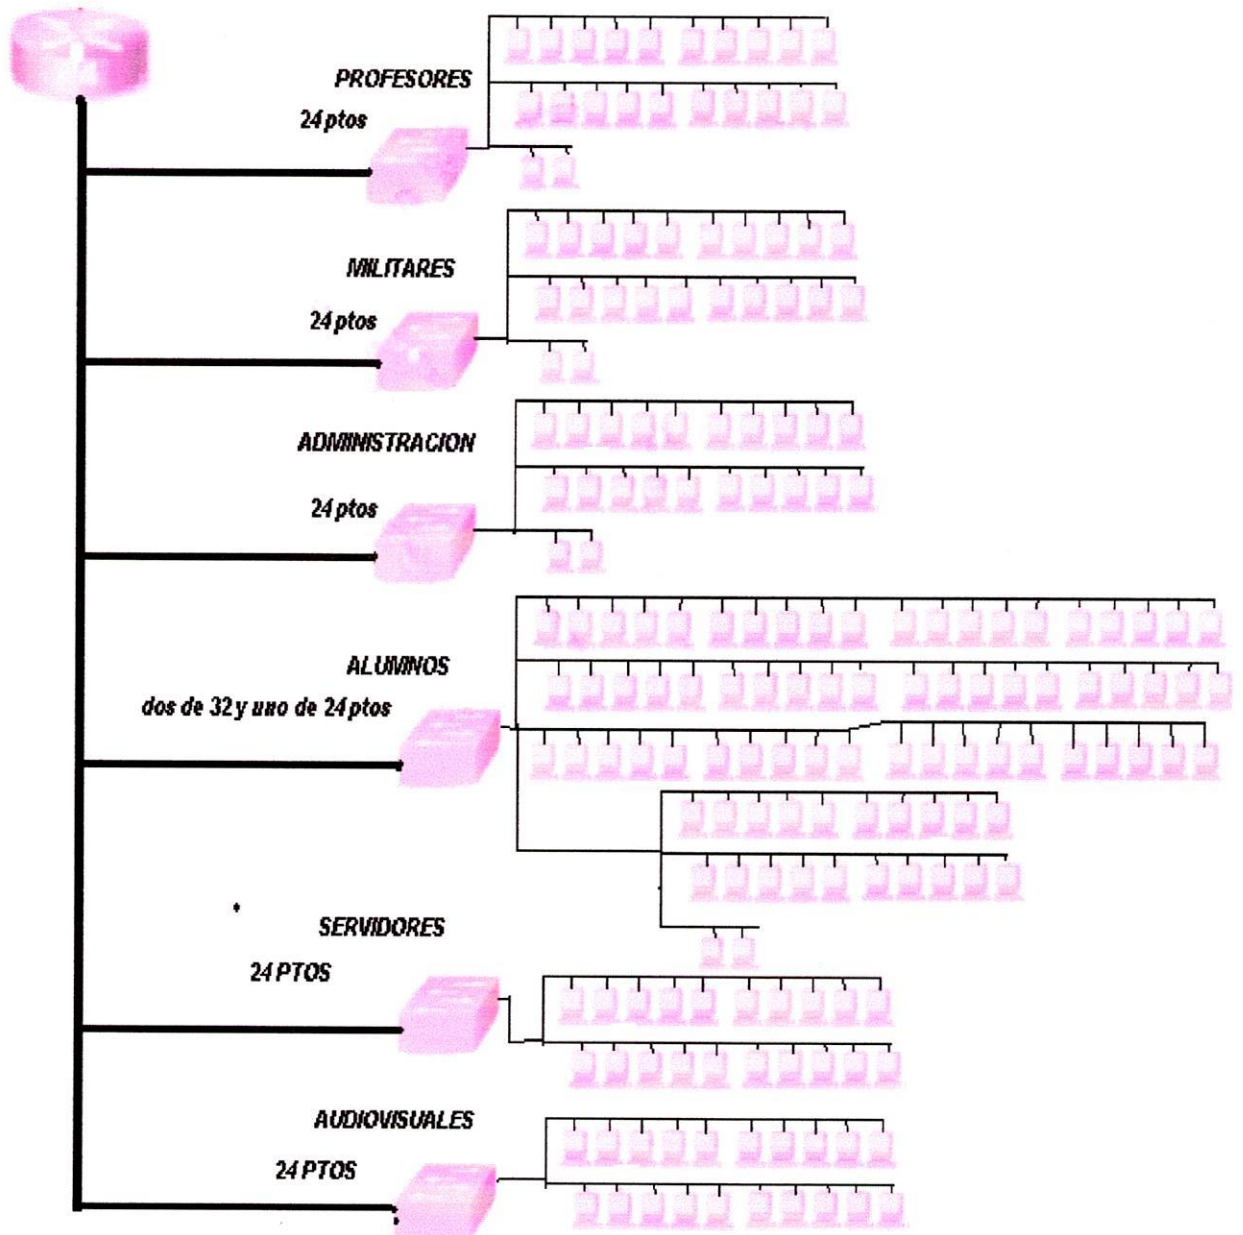 PROFESORES
24 ptos
MILITARES
24 ptos
ADMINISTRACION
24 ptos
ALUMNOS
dos de 32 y uno de 24 ptos
SERVIDORES
24 PTOS
AUDIOVISUALES
24 PTOS